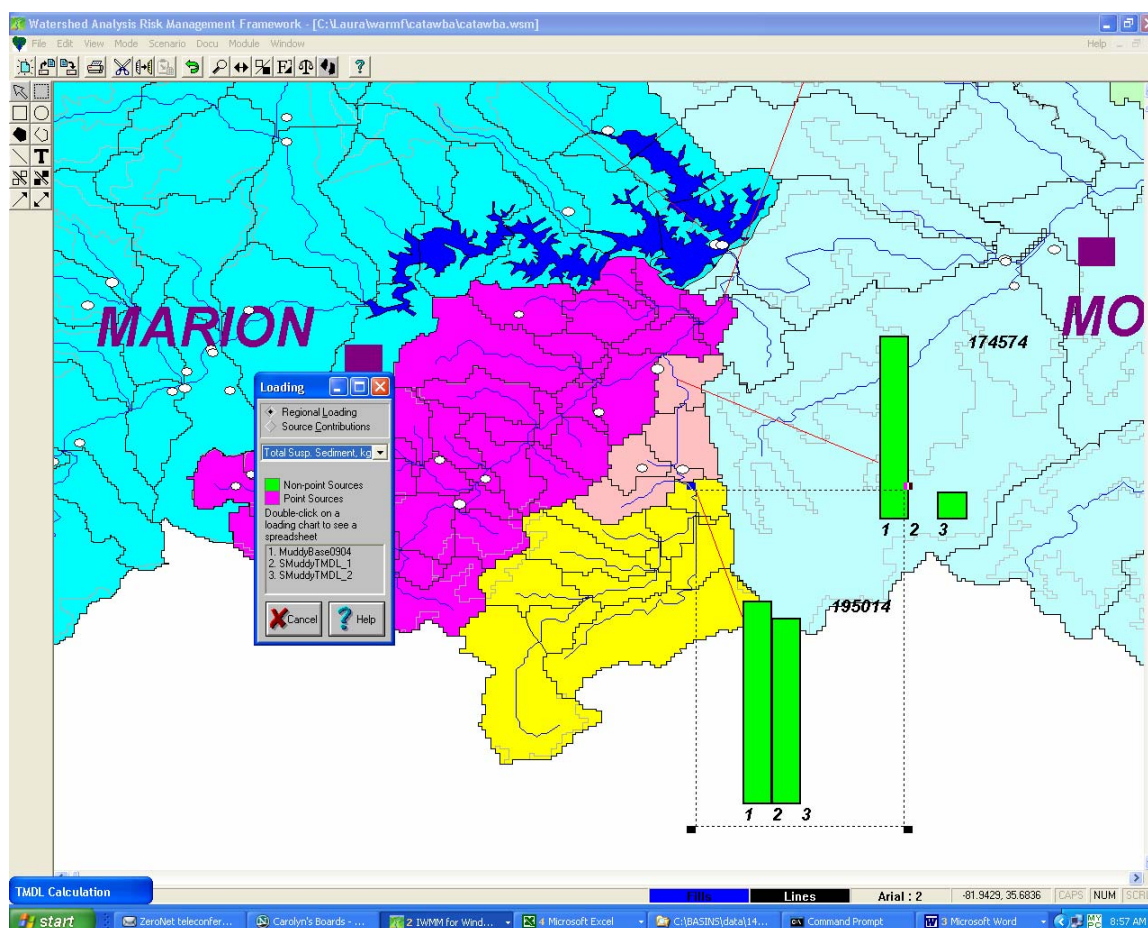 Watershed Analysis Risk Management Framework - [C:\Laura\warmf\catawba\catawba.wsm]
File Edit View Mode Scenario Docu Module Window Help
T
MARION
MO
174574
1 2 3
195014
1 2 3
Loading
Regional Loading
Source Contributions
Total Susp. Sediment, kg
Non-point Sources
Point Sources
Double-click on a
loading chart to see a
spreadsheet
1. MuddyBase0904
2. SMuddyTMDL_1
3. SMuddyTMDL_2
Cancel Help
TMDL Calculation
Fills Lines Arial : 2 -81.9429, 35.6836 CAPS NUM SCR
start ZeroNet teleconfer... Carolyn's Boards - ... 2 IWMM for Wind... 4 Microsoft Excel C:\BASINS\data\14... Command Prompt 3 Microsoft Word 8:57 AM